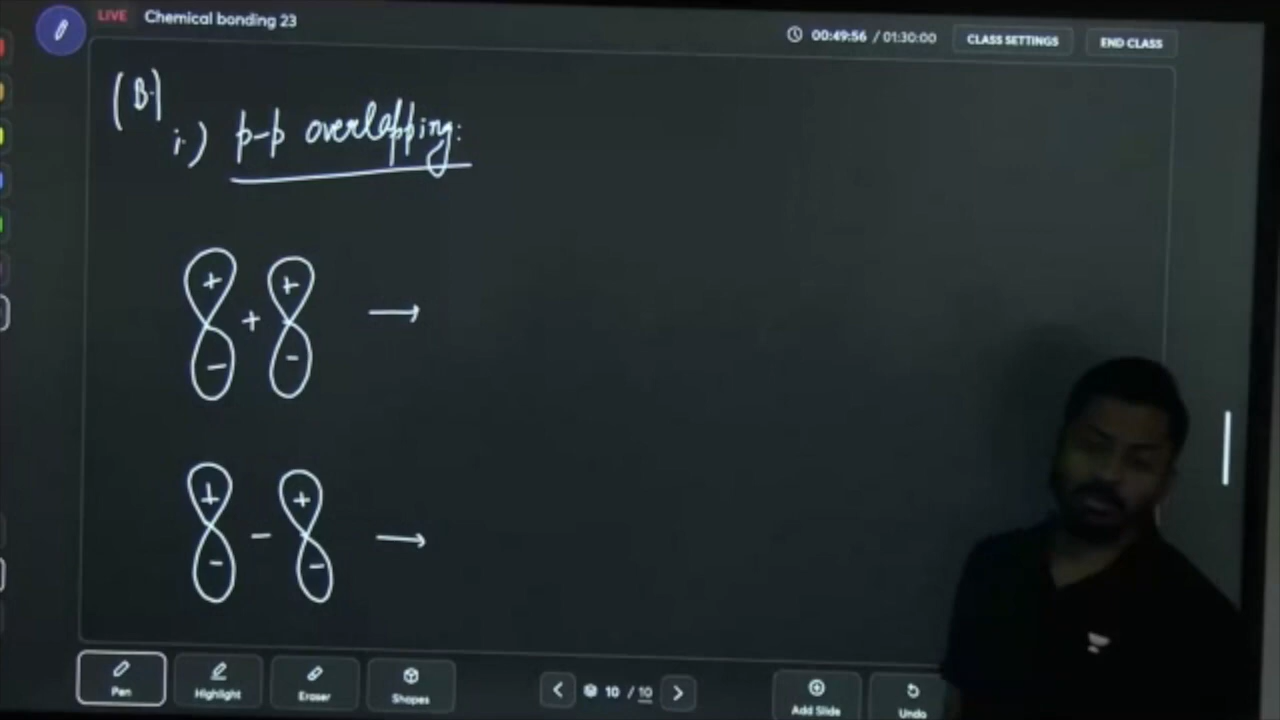 LIVE Chemical bonding 23
00:49:56 / 01:30:00 CLASS SETTINGS END CLASS
(B.)
i.) p-p overlapping:
+ + + →
- -
+ - + →
- -
Pen Highlight Eraser Shapes
10 / 10
Add Slide Undo